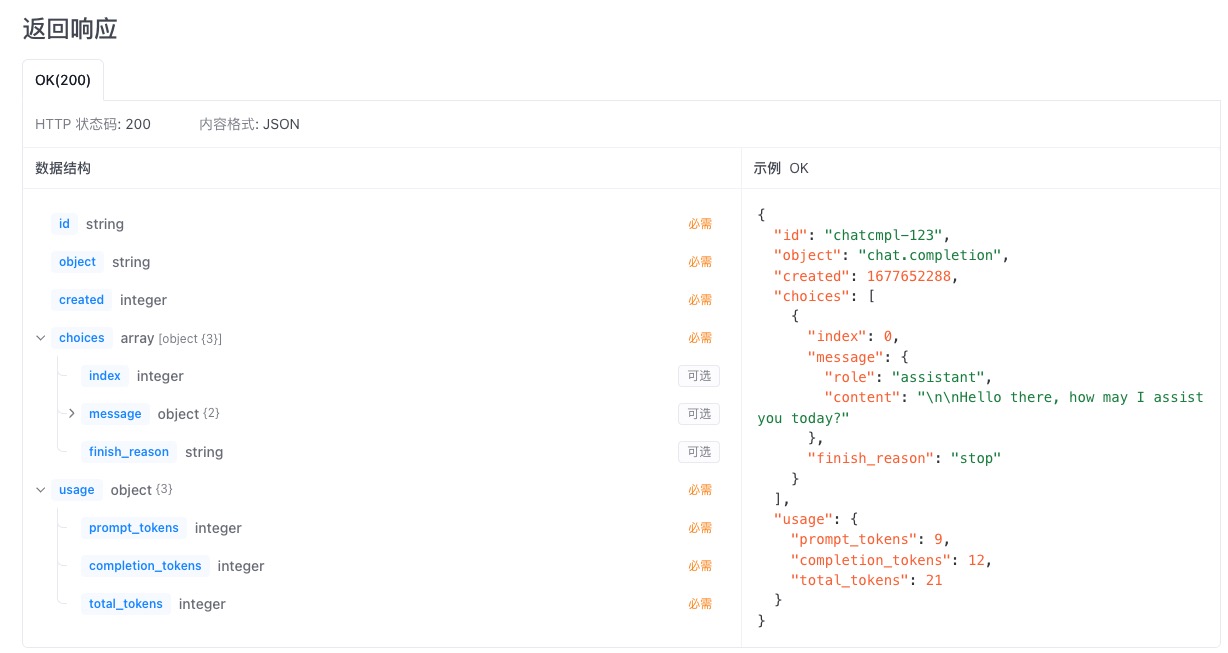 返回响应
OK(200)
HTTP 状态码: 200 内容格式: JSON
数据结构
id string 必需
object string 必需
created integer 必需
choices array [object {3}] 必需
index integer 可选
message object {2} 可选
finish_reason string 可选
usage object {3} 必需
prompt_tokens integer 必需
completion_tokens integer 必需
total_tokens integer 必需
示例 OK
{
"id": "chatcmpl-123",
"object": "chat.completion",
"created": 1677652288,
"choices": [
{
"index": 0,
"message": {
"role": "assistant",
"content": "\n\nHello there, how may I assist
you today?"
},
"finish_reason": "stop"
}
],
"usage": {
"prompt_tokens": 9,
"completion_tokens": 12,
"total_tokens": 21
}
}